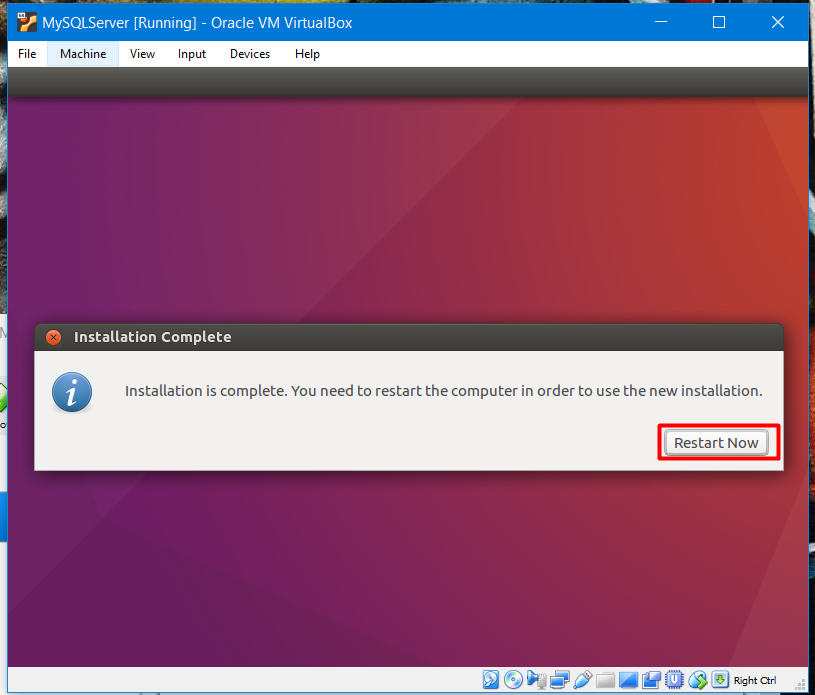 MySQLServer [Running] - Oracle VM VirtualBox
File Machine View Input Devices Help
Installation Complete
Installation is complete. You need to restart the computer in order to use the new installation.
Restart Now
Right Ctrl